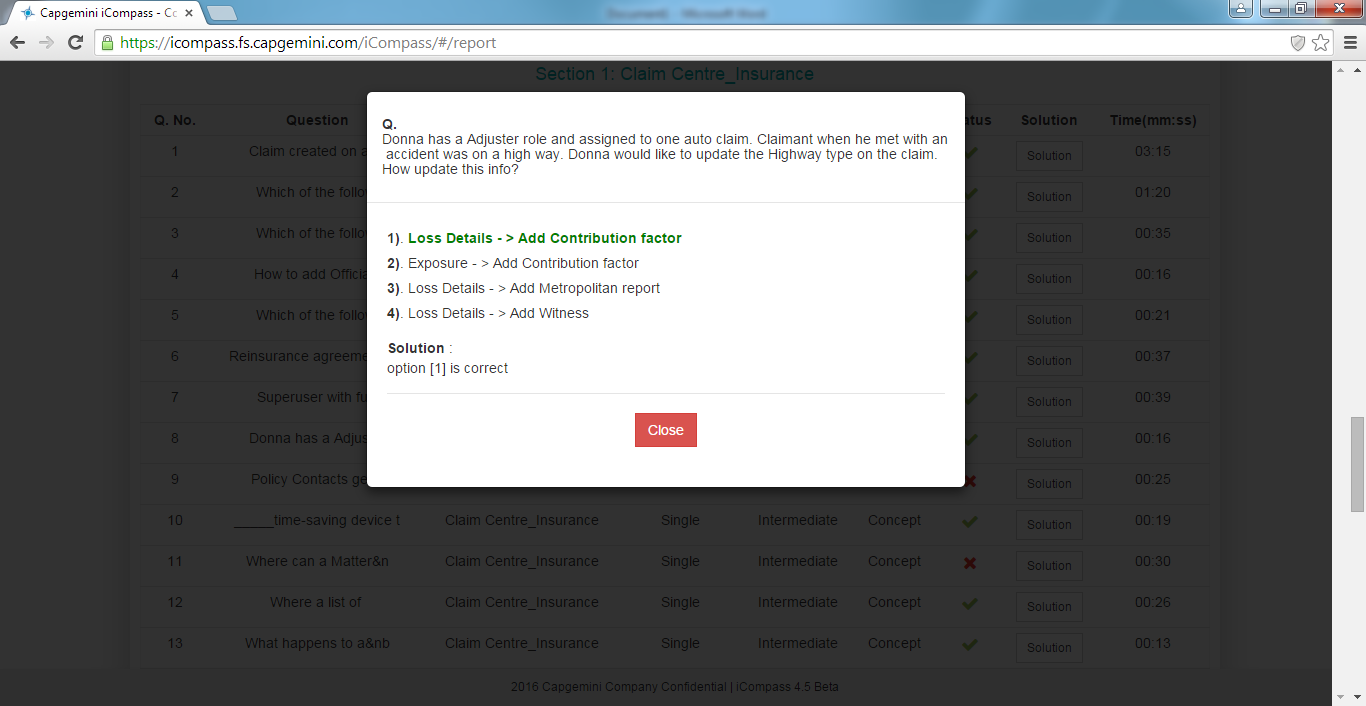 Capgemini iCompass - Co
Document1 - Microsoft Word
https://icompass.fs.capgemini.com/iCompass/#/report
Section 1: Claim Centre_Insurance
Q. No. Question tus Solution Time(mm:ss)
Q.
Donna has a Adjuster role and assigned to one auto claim. Claimant when he met with an
accident was on a high way. Donna would like to update the Highway type on the claim.
How update this info?
1). Loss Details - > Add Contribution factor
2). Exposure - > Add Contribution factor
3). Loss Details - > Add Metropolitan report
4). Loss Details - > Add Witness
Solution :
option [1] is correct
Close
1 Claim created on a Solution 03:15
2 Which of the follo Solution 01:20
3 Which of the follo Solution 00:35
4 How to add Officia Solution 00:16
5 Which of the follo Solution 00:21
6 Reinsurance agreeme Solution 00:37
7 Superuser with fu Solution 00:39
8 Donna has a Adjus Solution 00:16
9 Policy Contacts ge Solution 00:25
10 _____time-saving device t Claim Centre_Insurance Single Intermediate Concept Solution 00:19
11 Where can a Matter&n Claim Centre_Insurance Single Intermediate Concept Solution 00:30
12 Where a list of Claim Centre_Insurance Single Intermediate Concept Solution 00:26
13 What happens to a&nb Claim Centre_Insurance Single Intermediate Concept Solution 00:13
2016 Capgemini Company Confidential | iCompass 4.5 Beta